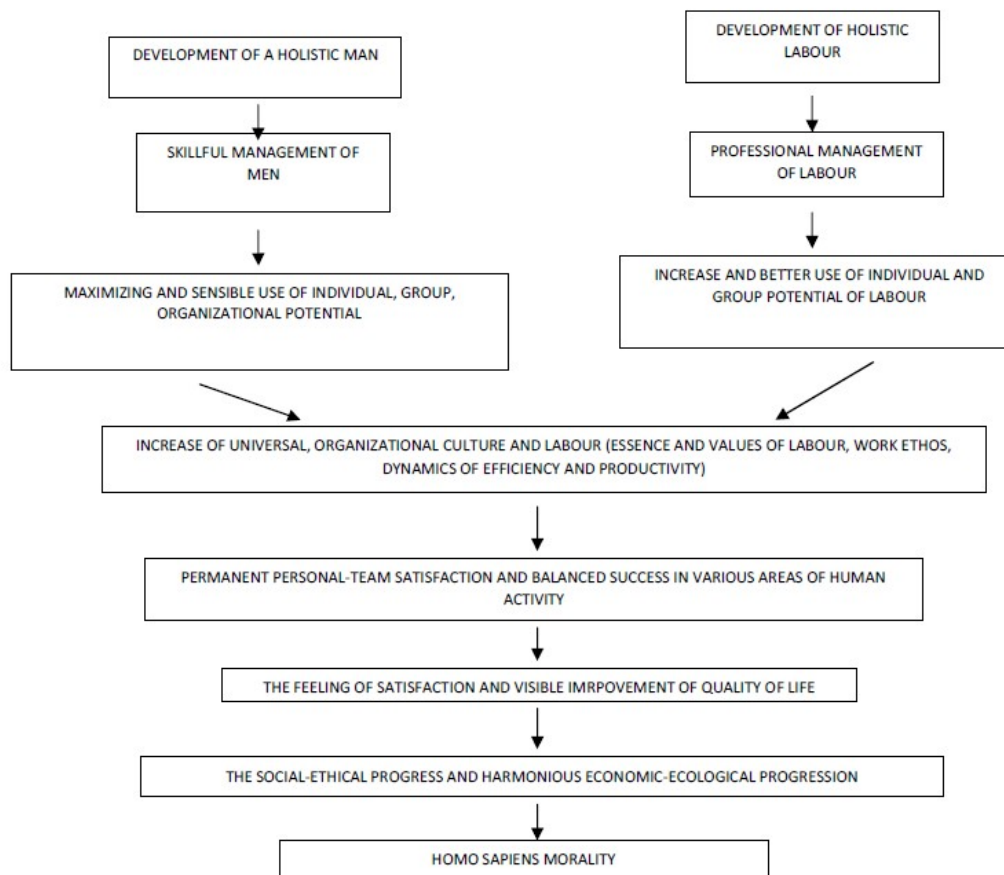 DEVELOPMENT OF A HOLISTIC MAN
DEVELOPMENT OF HOLISTIC
LABOUR
SKILLFUL MANAGEMENT OF
MEN
PROFESSIONAL MANAGEMENT
OF LABOUR
MAXIMIZING AND SENSIBLE USE OF INDIVIDUAL, GROUP,
ORGANIZATIONAL POTENTIAL
INCREASE AND BETTER USE OF INDIVIDUAL AND
GROUP POTENTIAL OF LABOUR
INCREASE OF UNIVERSAL, ORGANIZATIONAL CULTURE AND LABOUR (ESSENCE AND VALUES OF LABOUR, WORK ETHOS,
DYNAMICS OF EFFICIENCY AND PRODUCTIVITY)
PERMANENT PERSONAL-TEAM SATISFACTION AND BALANCED SUCCESS IN VARIOUS AREAS OF HUMAN
ACTIVITY
THE FEELING OF SATISFACTION AND VISIBLE IMRPOVEMENT OF QUALITY OF LIFE
THE SOCIAL-ETHICAL PROGRESS AND HARMONIOUS ECONOMIC-ECOLOGICAL PROGRESSION
HOMO SAPIENS MORALITY